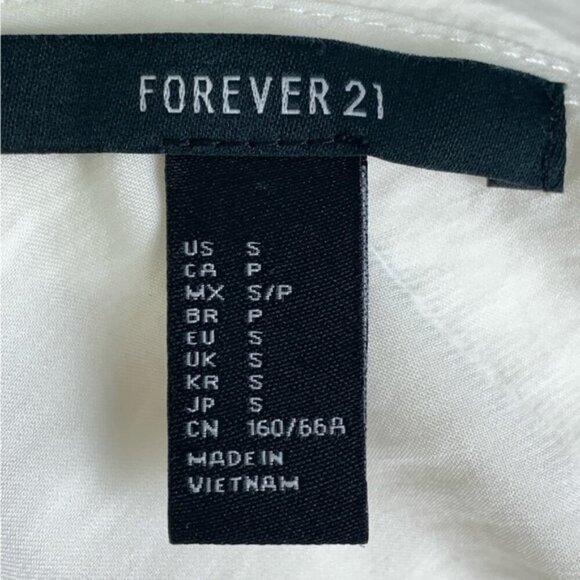 FOREVER 21
US S
CA P
MX S/P
BR P
EU S
UK S
KR S
JP S
CN 160/66A
MADE IN
VIETNAM